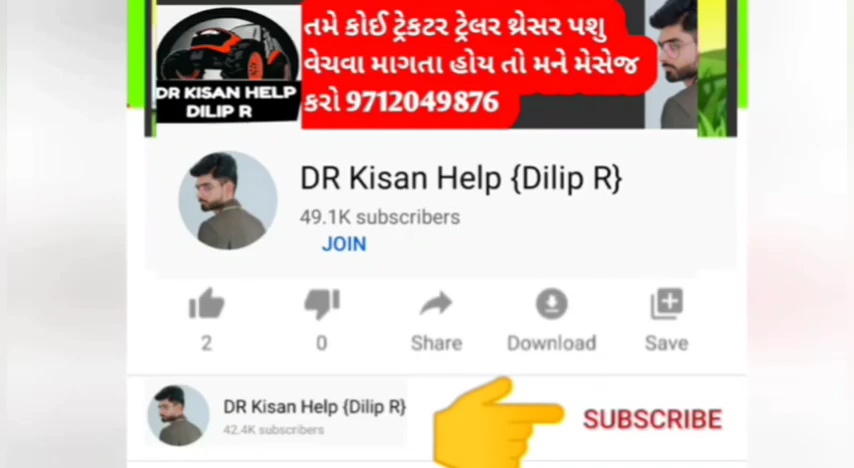 તમે કોઈ ટ્રેકટર ટ્રેલર થ્રેસર પશુ
વેચવા માગતા હોય તો મને મેસેજ
કરો 9712049876
DR KISAN HELP
DILIP R
DR Kisan Help {Dilip R}
49.1K subscribers
JOIN
2
0
Share
Download
Save
DR Kisan Help {Dilip R}
42.4K subscribers
SUBSCRIBE